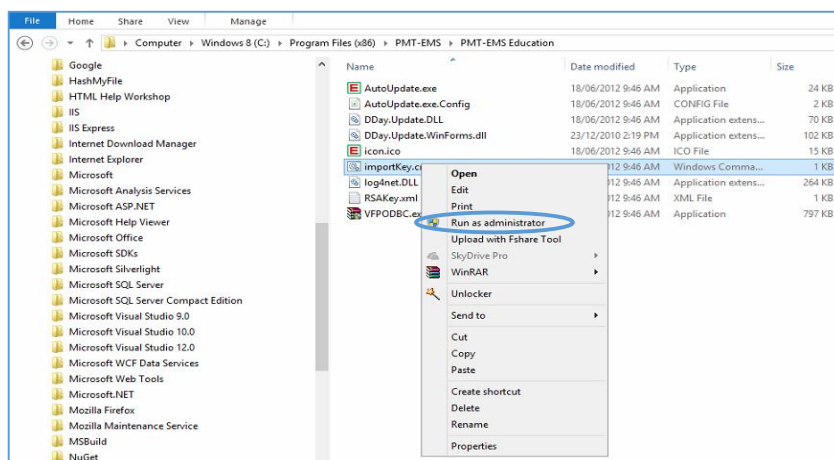 File Home Share View Manage
Computer Windows 8 (C:) Program Files (x86) PMT-EMS PMT-EMS Education
Google
HashMyFile
HTML Help Workshop
IIS
IIS Express
Internet Download Manager
Internet Explorer
Microsoft
Microsoft Analysis Services
Microsoft ASP.NET
Microsoft Help Viewer
Microsoft Office
Microsoft SDKs
Microsoft Silverlight
Microsoft SQL Server
Microsoft SQL Server Compact Edition
Microsoft Visual Studio 9.0
Microsoft Visual Studio 10.0
Microsoft Visual Studio 12.0
Microsoft WCF Data Services
Microsoft Web Tools
Microsoft.NET
Mozilla Firefox
Mozilla Maintenance Service
MSBuild
NuGet
Name Date modified Type Size
AutoUpdate.exe 18/06/2012 9:46 AM Application 24 KB
AutoUpdate.exe.Config 18/06/2012 9:46 AM CONFIG File 2 KB
DDay.Update.DLL 18/06/2012 9:46 AM Application extens... 70 KB
DDay.Update.WinForms.dll 23/12/2010 2:19 PM Application extens... 102 KB
icon.ico 18/06/2012 9:46 AM ICO File 15 KB
importKey.c 012 9:46 AM Windows Comma... 1 KB
log4net.DLL 012 9:46 AM Application extens... 264 KB
RSAKey.xml 012 9:46 AM XML File 1 KB
VFPODBC.ex 012 9:46 AM Application 797 KB
Open
Edit
Print
Run as administrator
Upload with Fshare Tool
SkyDrive Pro
WinRAR
Unlocker
Send to
Cut
Copy
Paste
Create shortcut
Delete
Rename
Properties